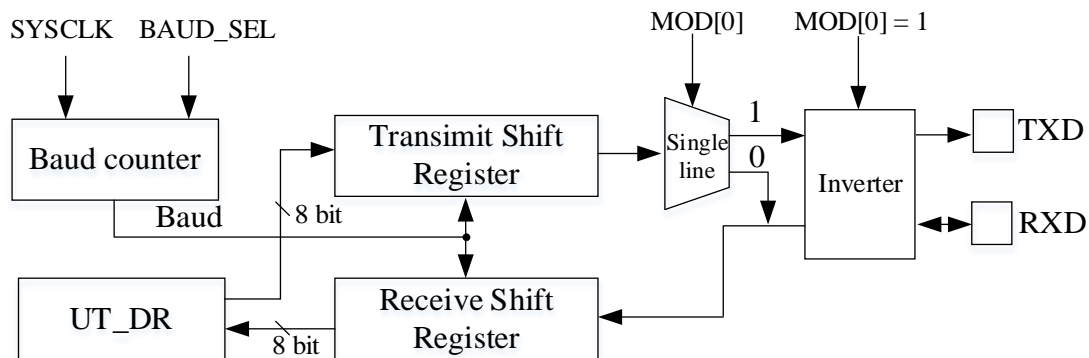 SYSCLK
BAUD_SEL
MOD[0]
MOD[0] = 1
Baud counter
Transimit Shift
Register
Single
line
1
0
Inverter
TXD
RXD
Baud
8 bit
UT_DR
Receive Shift
Register
8 bit